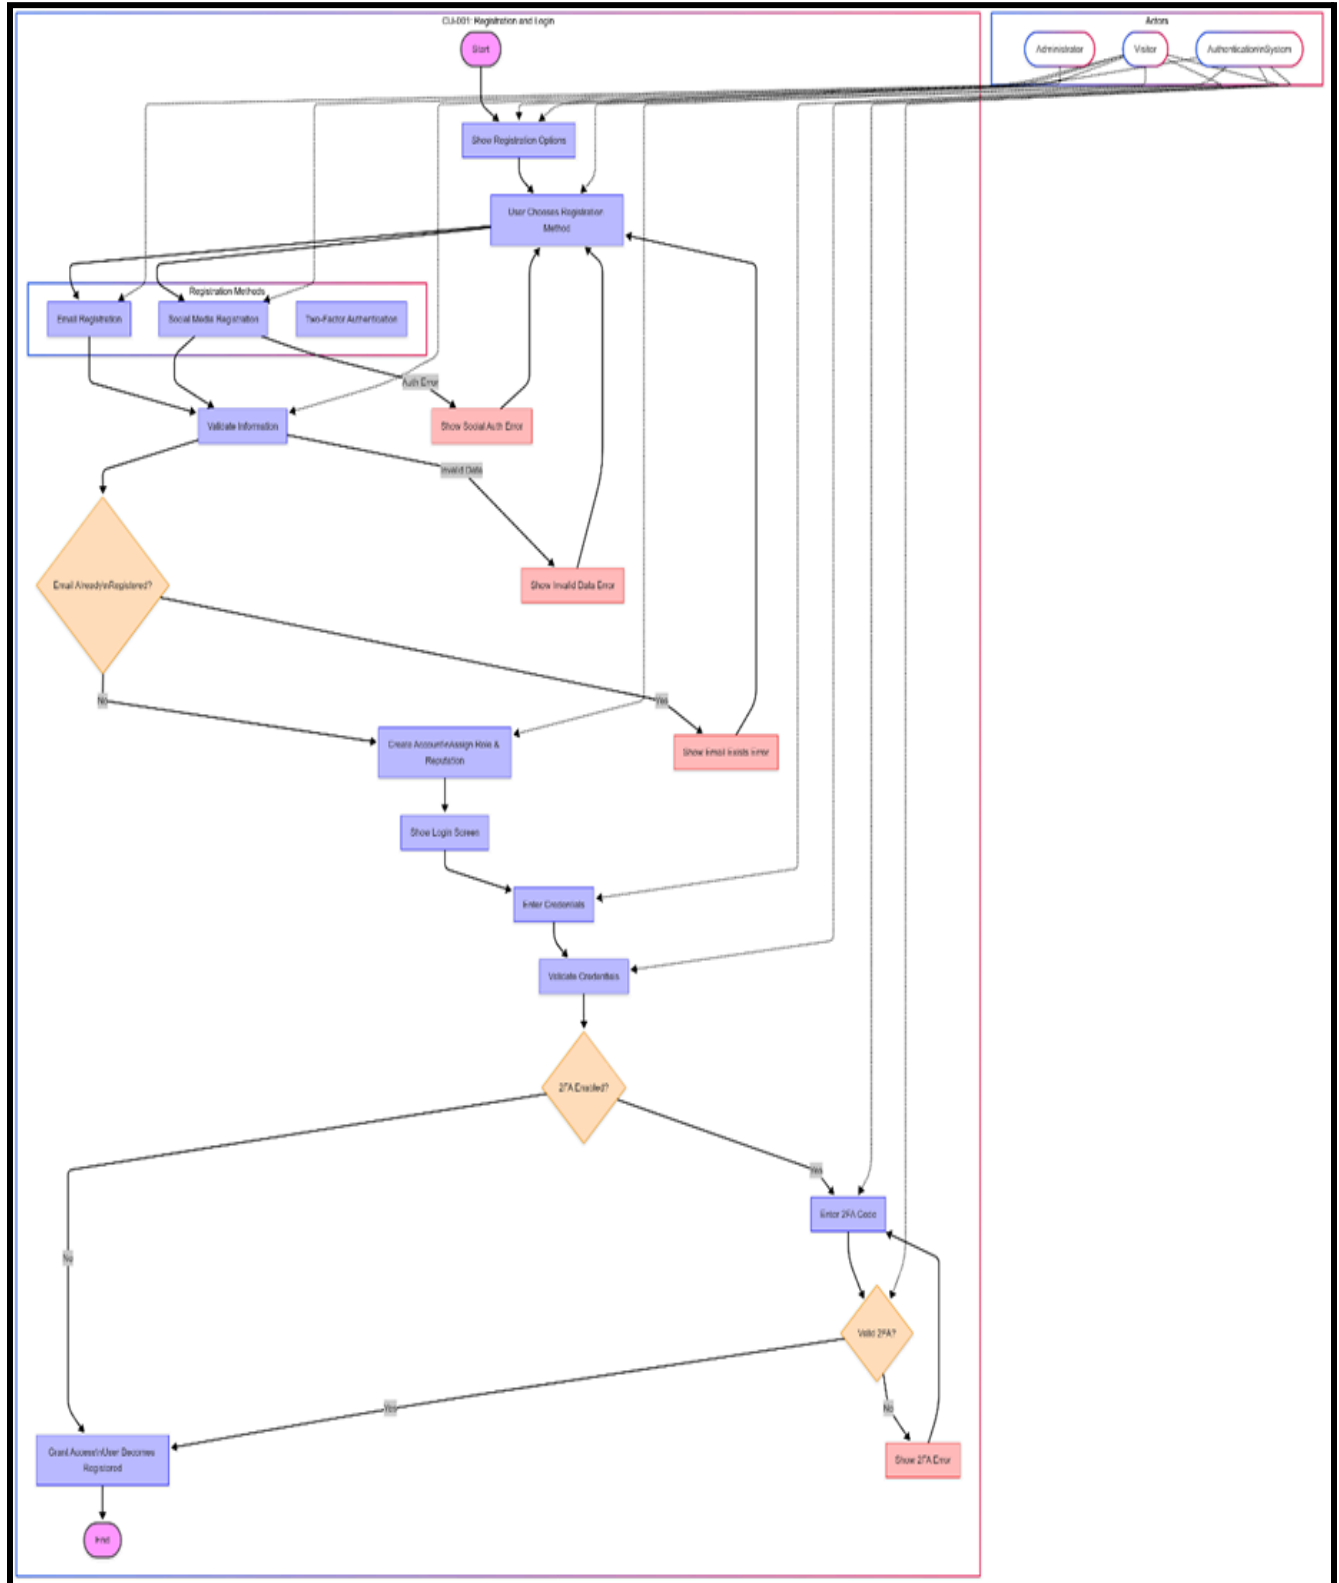 CU-001: Registration and Login
Actors
Start
Administrator
Visitor
Authentication\nSystem
Show Registration Options
User Chooses Registration
Method
Registration Methods
Email Registration
Social Media Registration
Two-Factor Authentication
Auth Error
Validate Information
Show Social Auth Error
Invalid Data
Email Already\nRegistered?
Show Invalid Data Error
No
Yes
Create Account\nAssign Role &
Reputation
Show Email Exists Error
Show Login Screen
Enter Credentials
Validate Credentials
2FA Enabled?
Yes
Enter 2FA Code
No
Valid 2FA?
Yes
No
Grant Access\nUser Becomes
Registered
Show 2FA Error
End